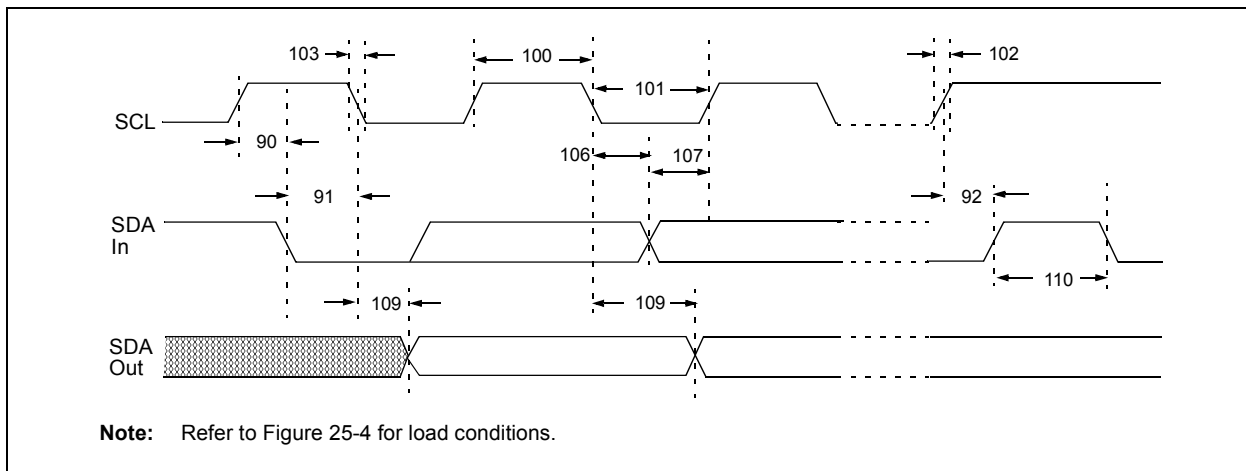 103
100
102
101
SCL
90
106
107
91
92
SDA
In
110
109
109
SDA
Out
Note: Refer to Figure 25-4 for load conditions.